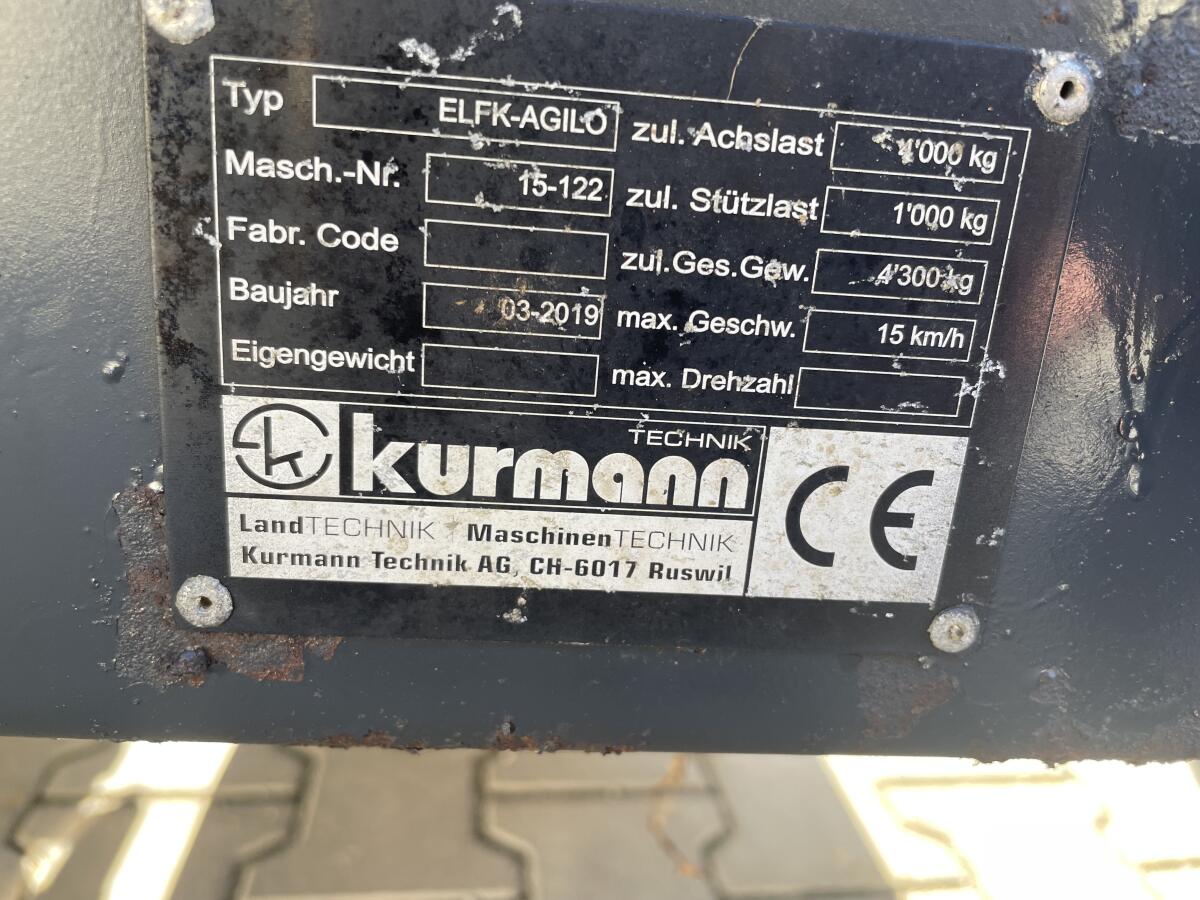 Typ ELFK-AGILO zul. Achslast 4'000 kg
Masch.-Nr. 15-122 zul. Stützlast 1'000 kg
Fabr. Code zul.Ges.Gew. 4'300 kg
Baujahr 03-2019 max. Geschw. 15 km/h
Eigengewicht max. Drehzahl
TECHNIK
kurmann
LandTECHNIK MaschinenTECHNIK
Kurmann Technik AG, CH-6017 Ruswil
CE